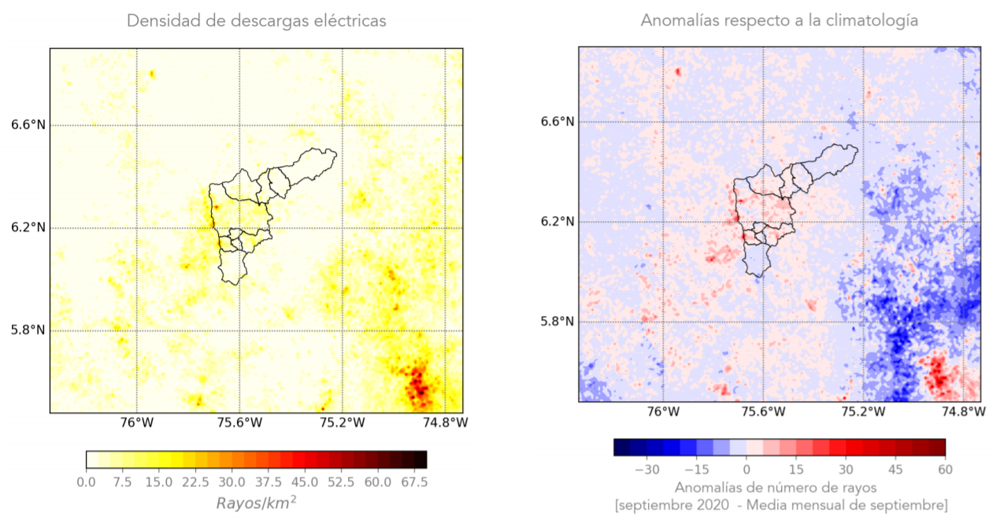 Densidad de descargas eléctricas
6.6°N
6.2°N
5.8°N
76°W 75.6°W 75.2°W 74.8°W
0.0 7.5 15.0 22.5 30.0 37.5 45.0 52.5 60.0 67.5
Rayos/km²
Anomalías respecto a la climatología
6.6°N
6.2°N
5.8°N
76°W 75.6°W 75.2°W 74.8°W
−30 −15 0 15 30 45 60
Anomalías de número de rayos
[septiembre 2020 - Media mensual de septiembre]